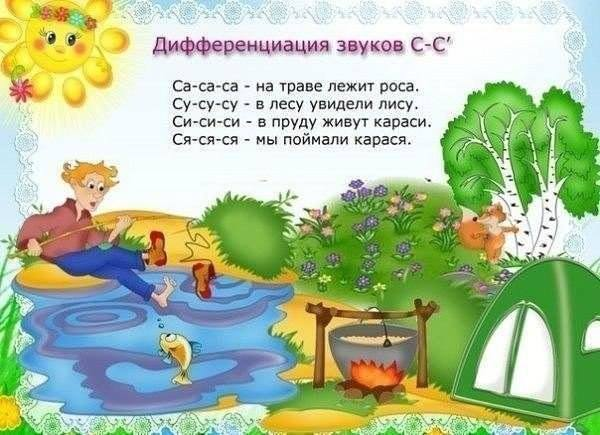 Дифференциация звуков С-С’
Са-са-са - на траве лежит роса.
Су-су-су - в лесу увидели лису.
Си-си-си - в пруду живут караси.
Ся-ся-ся - мы поймали карася.